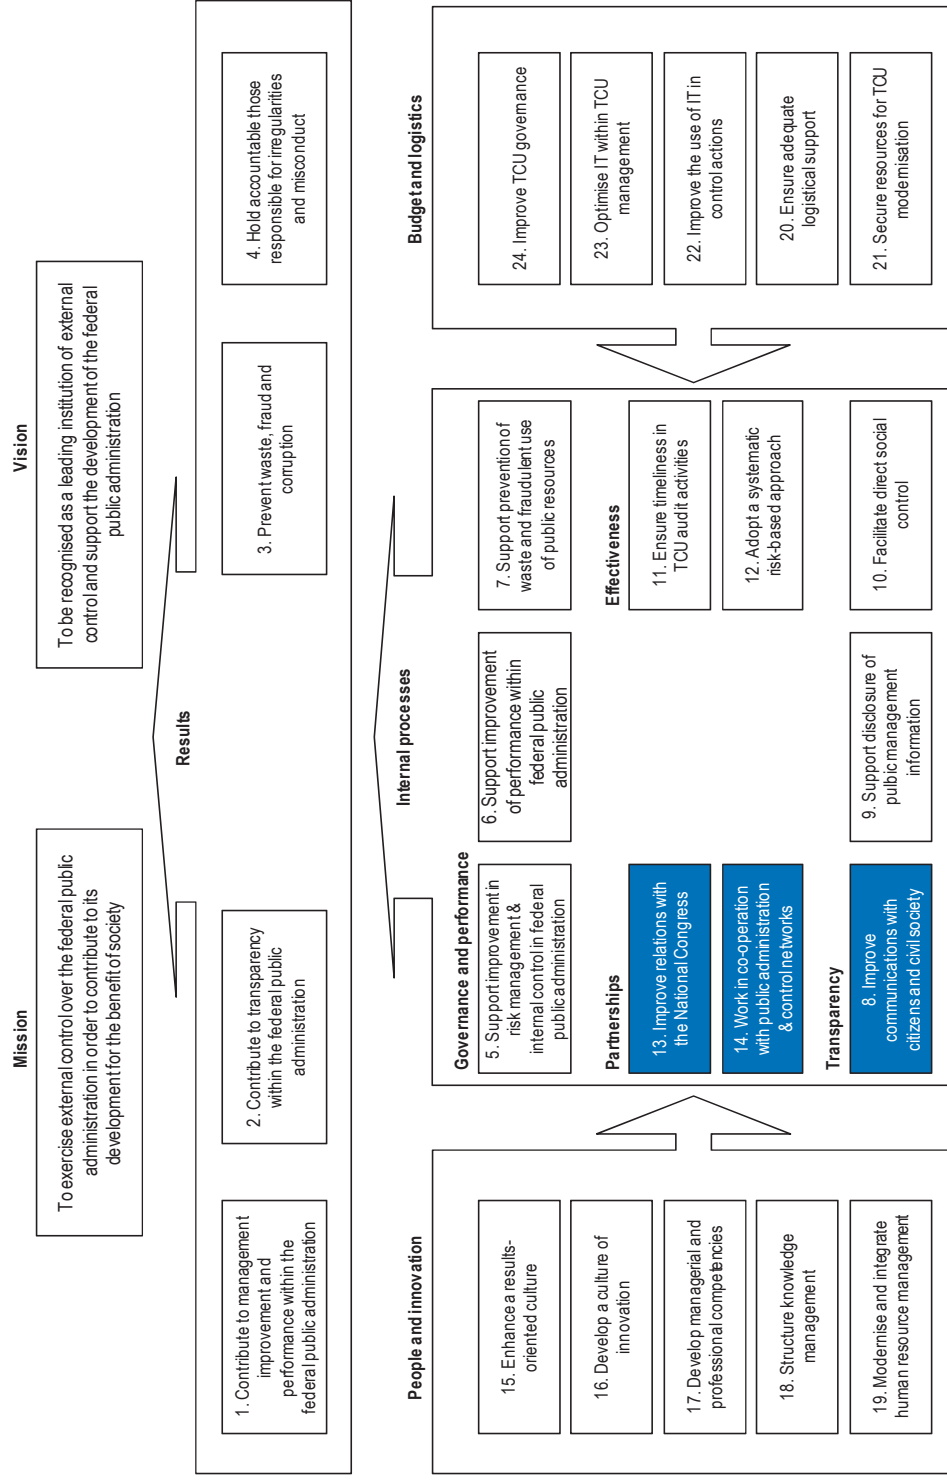 Mission
To exercise external control over the federal public
administration in order to contribute to its
development for the benefit of society
Vision
To be recognised as a leading institution of external
control and support the development of the federal
public administration
Results
1. Contribute to management
improvement and
performance within the
federal public administration
2. Contribute to transparency
within the federal public
administration
3. Prevent waste, fraud and
corruption
4. Hold accountable those
responsible for irregularities
and misconduct
People and innovation
15. Enhance a results-
oriented culture
16. Develop a culture of
innovation
17. Develop managerial and
professional competencies
18. Structure knowledge
management
19. Modernise and integrate
human resource management
Internal processes
Governance and performance
5. Support improvement in
risk management &
internal control in federal
public administration
6. Support improvement
of performance within
federal public
administration
7. Support prevention of
waste and fraudulent use
of public resources
Partnerships
13. Improve relations with
the National Congress
14. Work in co-operation
with public administration
& control networks
Effectiveness
11. Ensure timeliness in
TCU audit activities
12. Adopt a systematic
risk-based approach
Transparency
8. Improve
communications with
citizens and civil society
9. Support disclosure of
pulbic management
information
10. Facilitate direct social
control
Budget and logistics
24. Improve TCU governance
23. Optimise IT within TCU
management
22. Improve the use of IT in
control actions
20. Ensure adequate
logistical support
21. Secure resources for TCU
modernisation